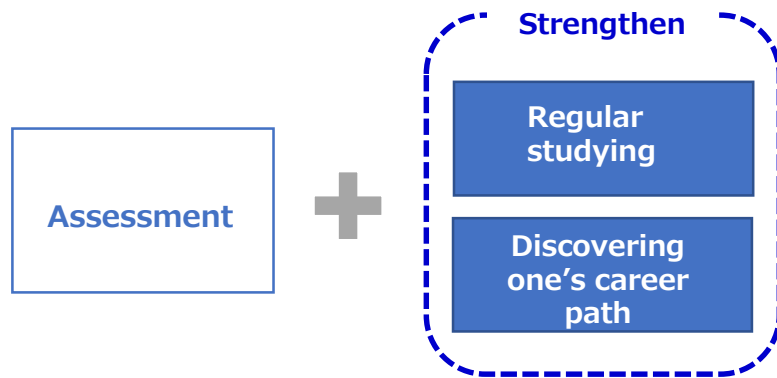 Strengthen
Regular
studying
Assessment
Discovering
one’s career
path